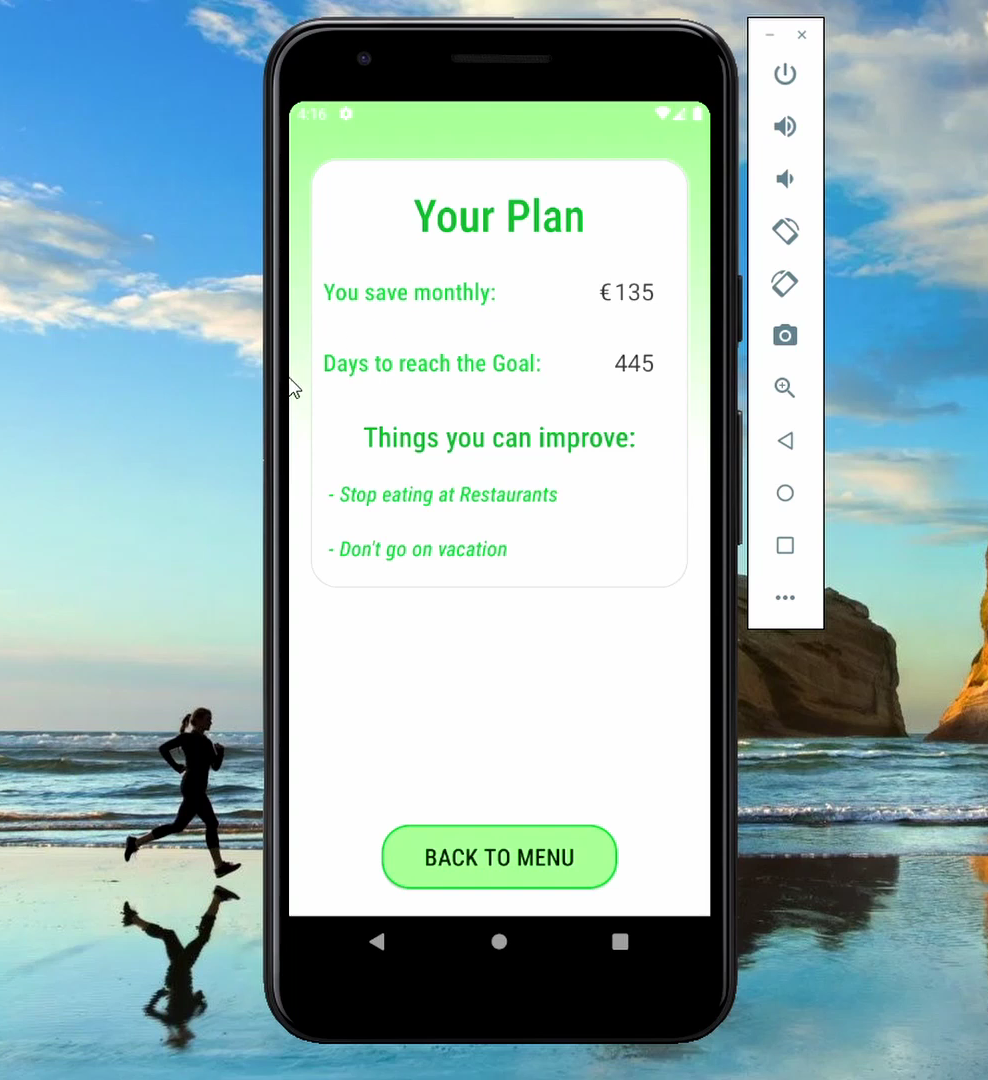 4:16
Your Plan
You save monthly: €135
Days to reach the Goal: 445
Things you can improve:
- Stop eating at Restaurants
- Don't go on vacation
BACK TO MENU